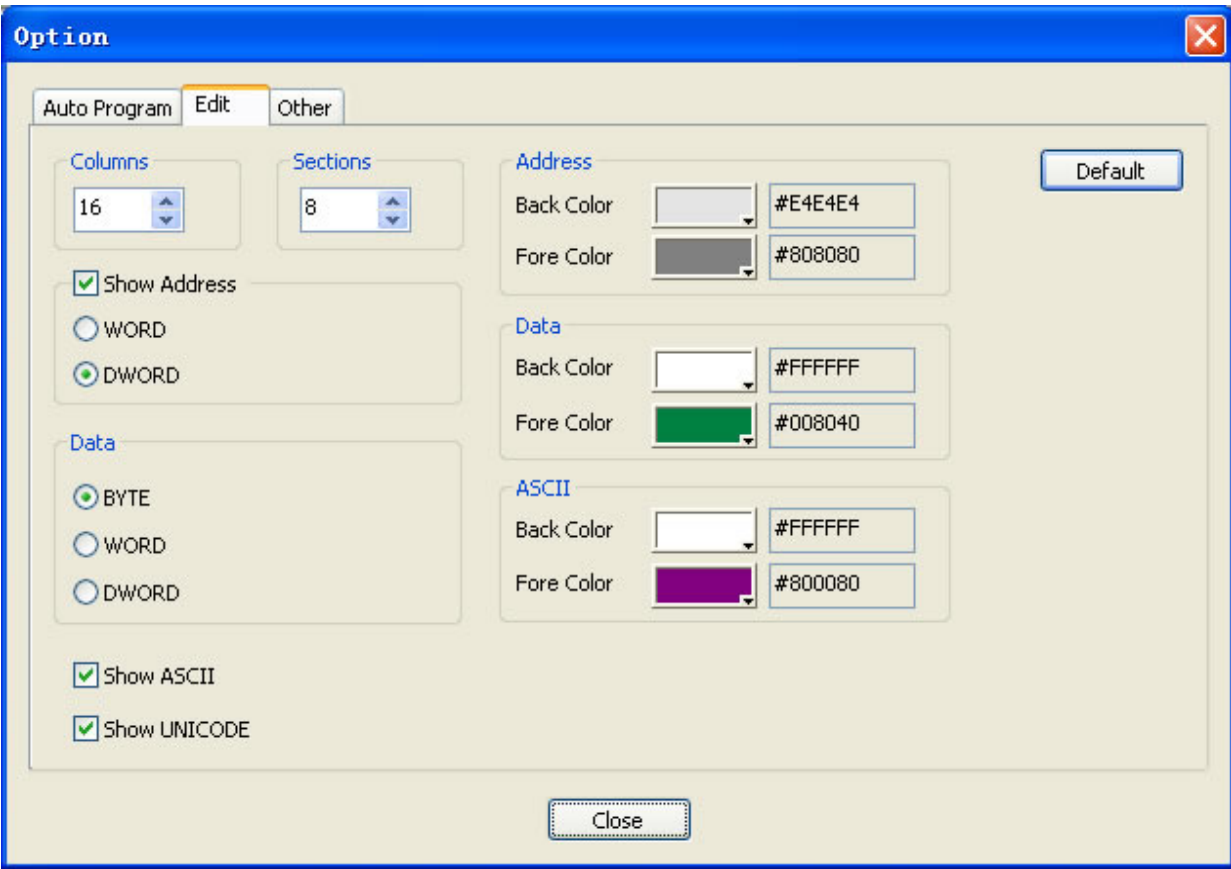 Option
Auto Program
Edit
Other
Columns
16
Sections
8
Show Address
WORD
DWORD
Data
BYTE
WORD
DWORD
Show ASCII
Show UNICODE
Address
Back Color #E4E4E4
Fore Color #808080
Data
Back Color #FFFFFF
Fore Color #008040
ASCII
Back Color #FFFFFF
Fore Color #800080
Default
Close